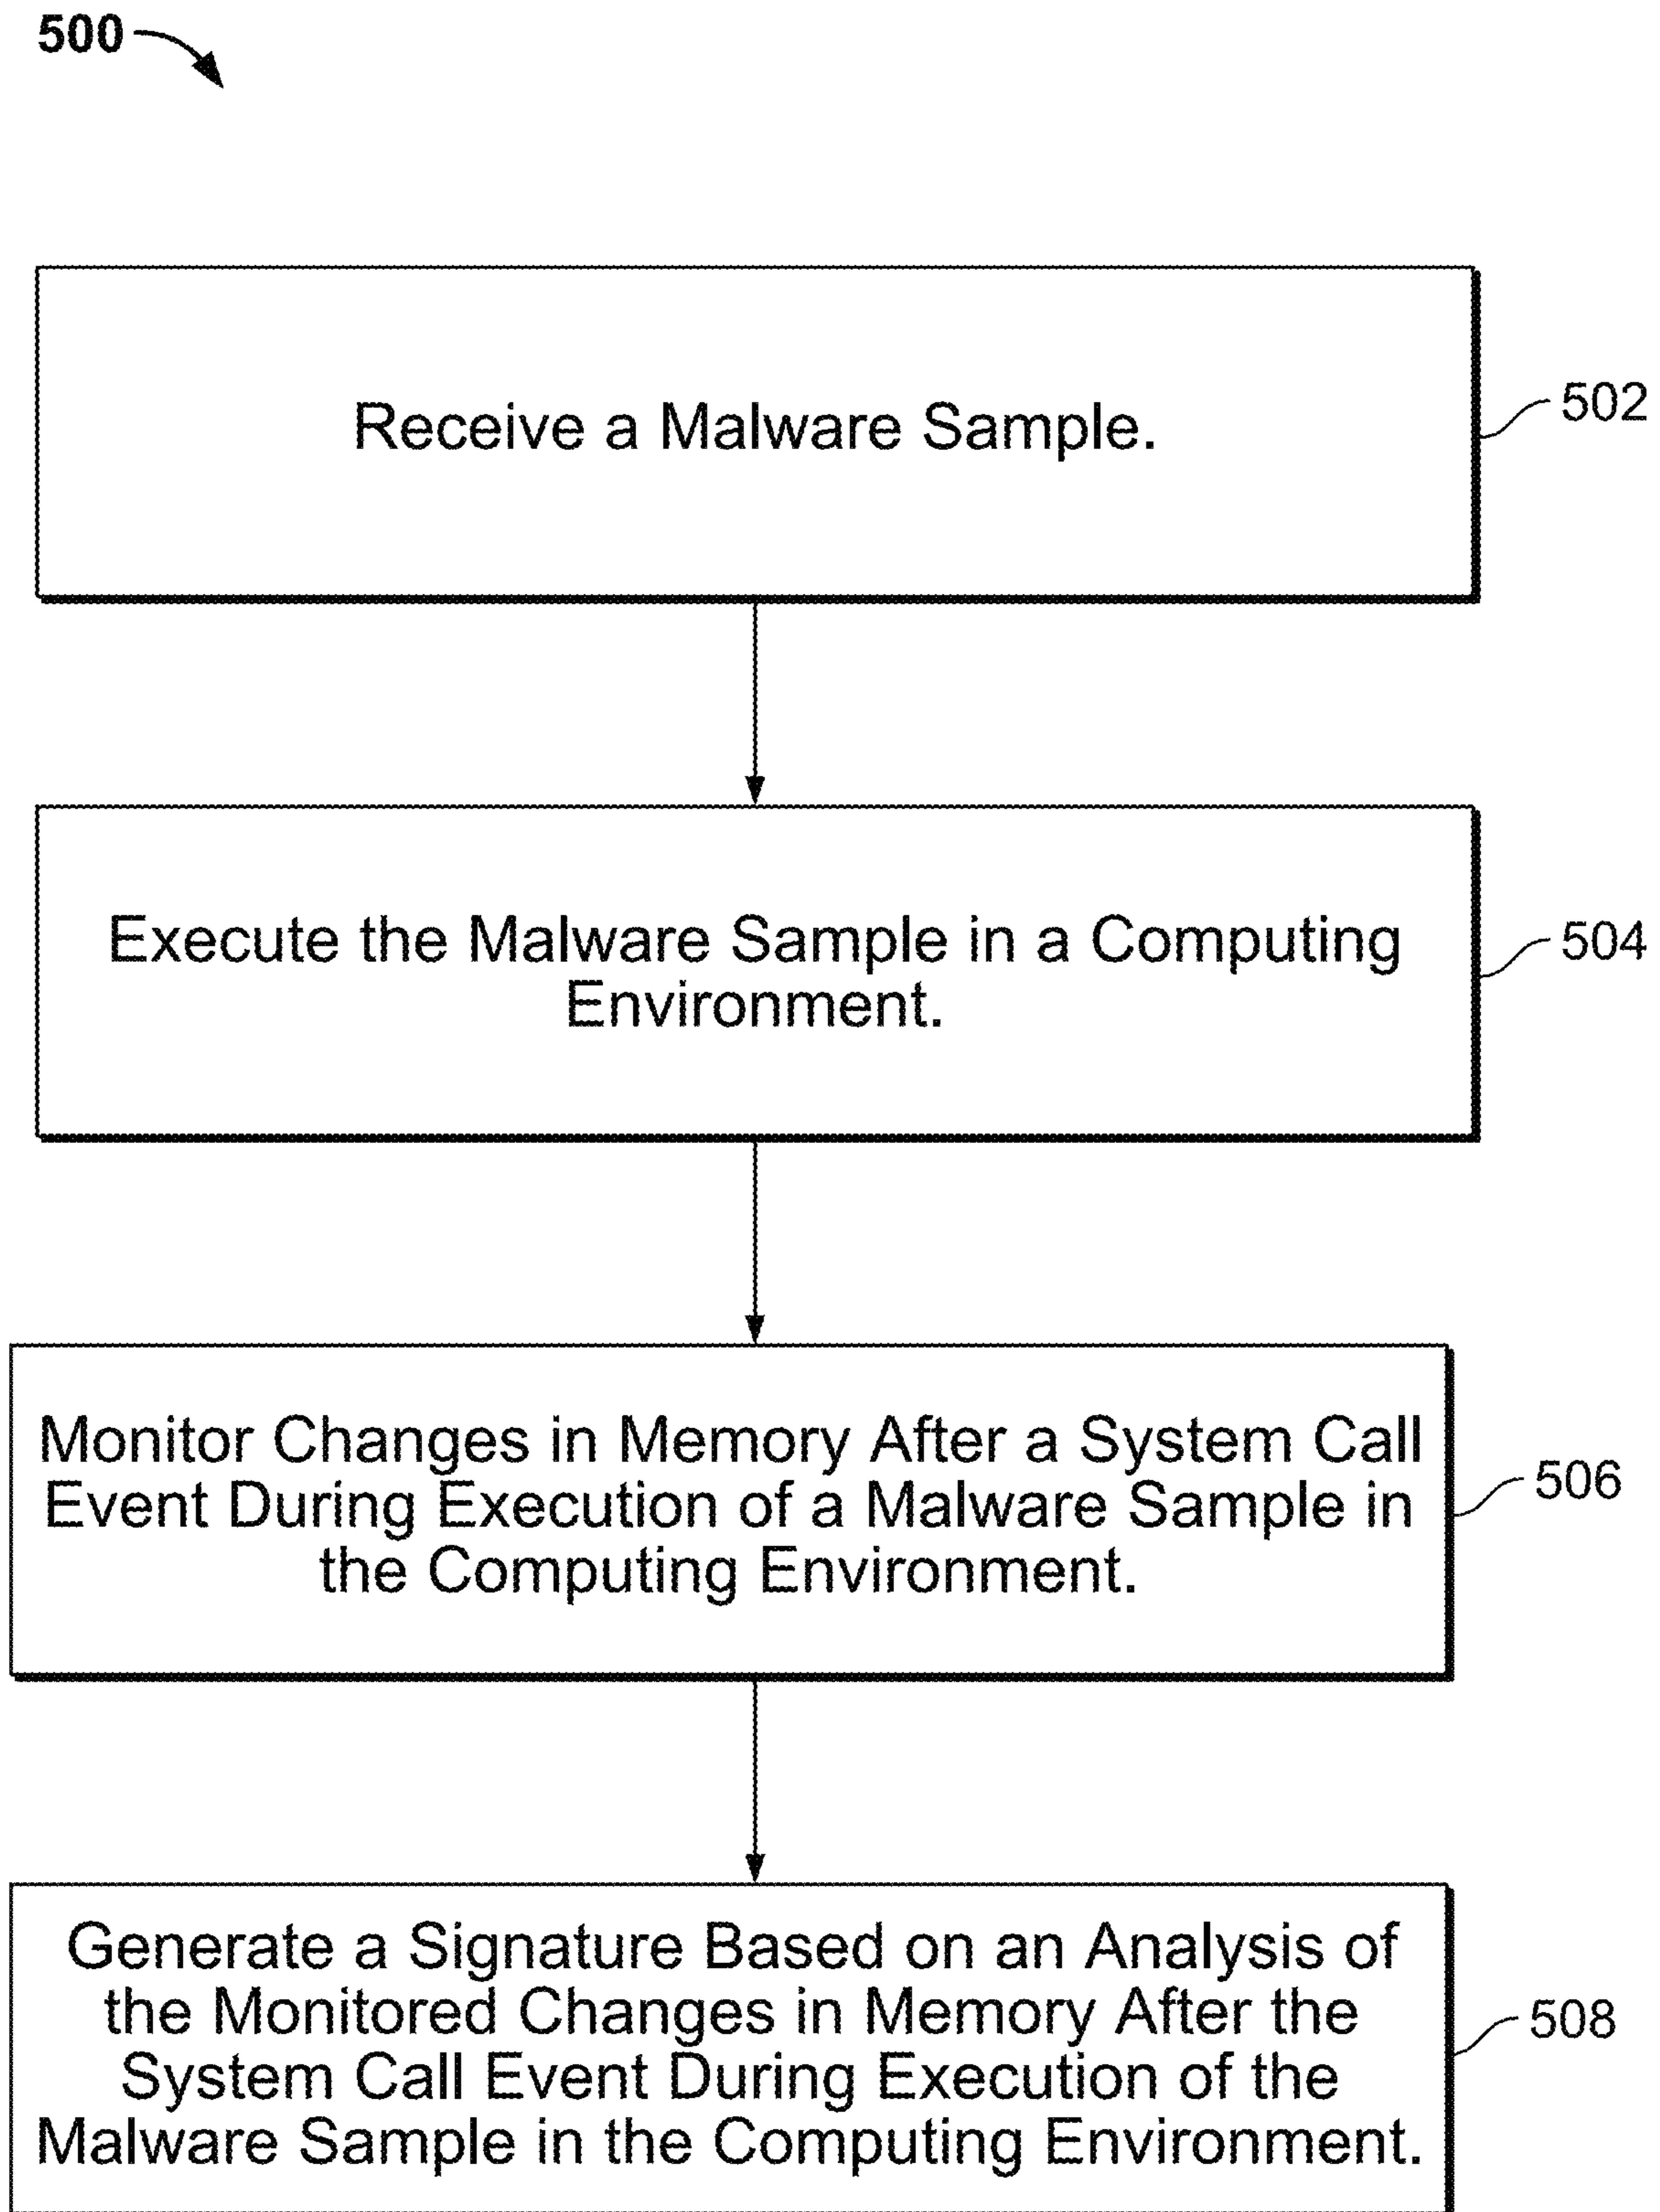 500
Receive a Malware Sample.
502
Execute the Malware Sample in a Computing
Environment.
504
Monitor Changes in Memory After a System Call
Event During Execution of a Malware Sample in
the Computing Environment.
506
Generate a Signature Based on an Analysis of
the Monitored Changes in Memory After the
System Call Event During Execution of the
Malware Sample in the Computing Environment.
508